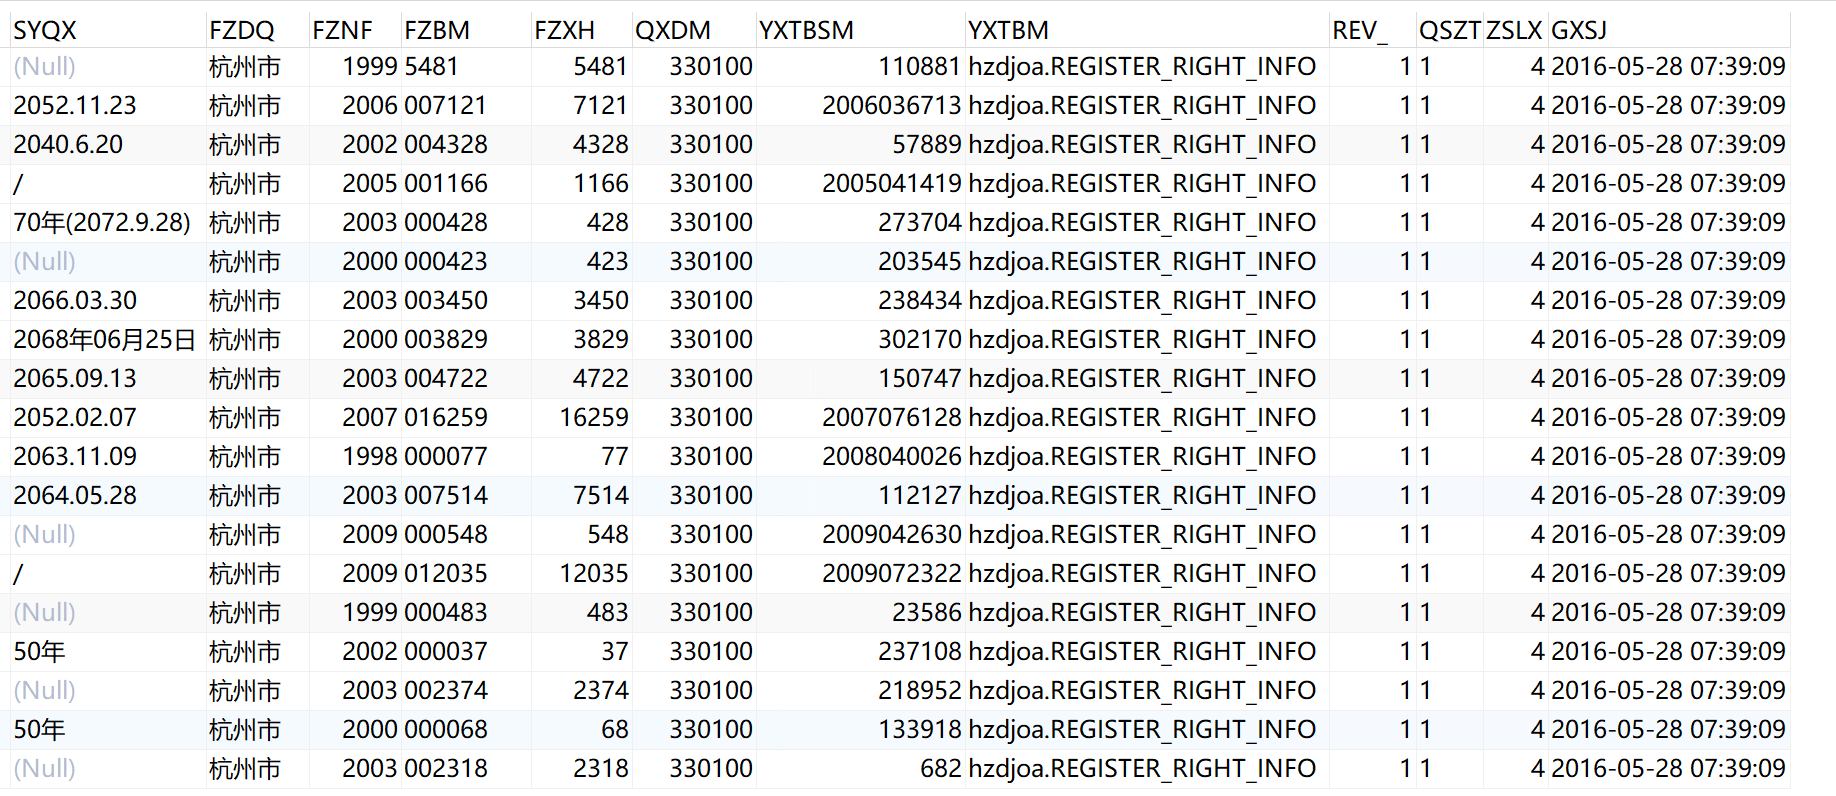 SYQX FZDQ FZNF FZBM FZXH QXDM YXTBSM YXTBM REV_ QSZT ZSLX GXSJ
(Null) 杭州市 1999 5481 5481 330100 110881 hzdjoa.REGISTER_RIGHT_INFO 1 1 4 2016-05-28 07:39:09
2052.11.23 杭州市 2006 007121 7121 330100 2006036713 hzdjoa.REGISTER_RIGHT_INFO 1 1 4 2016-05-28 07:39:09
2040.6.20 杭州市 2002 004328 4328 330100 57889 hzdjoa.REGISTER_RIGHT_INFO 1 1 4 2016-05-28 07:39:09
/ 杭州市 2005 001166 1166 330100 2005041419 hzdjoa.REGISTER_RIGHT_INFO 1 1 4 2016-05-28 07:39:09
70年(2072.9.28) 杭州市 2003 000428 428 330100 273704 hzdjoa.REGISTER_RIGHT_INFO 1 1 4 2016-05-28 07:39:09
(Null) 杭州市 2000 000423 423 330100 203545 hzdjoa.REGISTER_RIGHT_INFO 1 1 4 2016-05-28 07:39:09
2066.03.30 杭州市 2003 003450 3450 330100 238434 hzdjoa.REGISTER_RIGHT_INFO 1 1 4 2016-05-28 07:39:09
2068年06月25日 杭州市 2000 003829 3829 330100 302170 hzdjoa.REGISTER_RIGHT_INFO 1 1 4 2016-05-28 07:39:09
2065.09.13 杭州市 2003 004722 4722 330100 150747 hzdjoa.REGISTER_RIGHT_INFO 1 1 4 2016-05-28 07:39:09
2052.02.07 杭州市 2007 016259 16259 330100 2007076128 hzdjoa.REGISTER_RIGHT_INFO 1 1 4 2016-05-28 07:39:09
2063.11.09 杭州市 1998 000077 77 330100 2008040026 hzdjoa.REGISTER_RIGHT_INFO 1 1 4 2016-05-28 07:39:09
2064.05.28 杭州市 2003 007514 7514 330100 112127 hzdjoa.REGISTER_RIGHT_INFO 1 1 4 2016-05-28 07:39:09
(Null) 杭州市 2009 000548 548 330100 2009042630 hzdjoa.REGISTER_RIGHT_INFO 1 1 4 2016-05-28 07:39:09
/ 杭州市 2009 012035 12035 330100 2009072322 hzdjoa.REGISTER_RIGHT_INFO 1 1 4 2016-05-28 07:39:09
(Null) 杭州市 1999 000483 483 330100 23586 hzdjoa.REGISTER_RIGHT_INFO 1 1 4 2016-05-28 07:39:09
50年 杭州市 2002 000037 37 330100 237108 hzdjoa.REGISTER_RIGHT_INFO 1 1 4 2016-05-28 07:39:09
(Null) 杭州市 2003 002374 2374 330100 218952 hzdjoa.REGISTER_RIGHT_INFO 1 1 4 2016-05-28 07:39:09
50年 杭州市 2000 000068 68 330100 133918 hzdjoa.REGISTER_RIGHT_INFO 1 1 4 2016-05-28 07:39:09
(Null) 杭州市 2003 002318 2318 330100 682 hzdjoa.REGISTER_RIGHT_INFO 1 1 4 2016-05-28 07:39:09